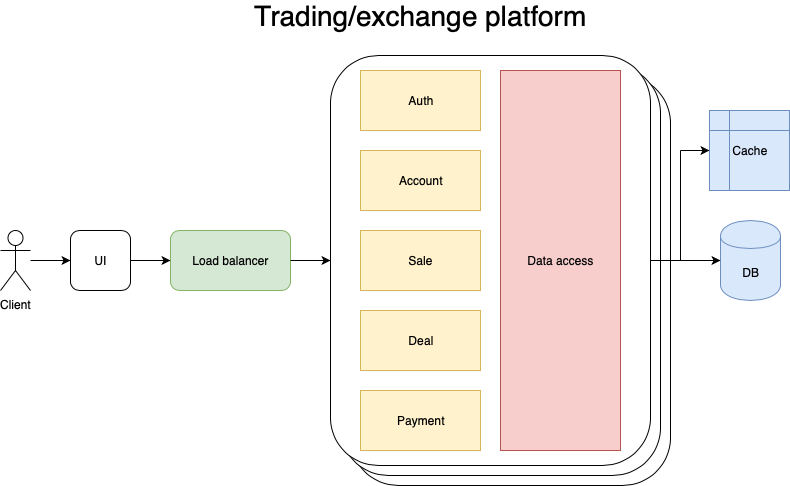 Trading/exchange platform
Auth
Account
Cache
Client
UI
Load balancer
Sale
Data access
DB
Deal
Payment